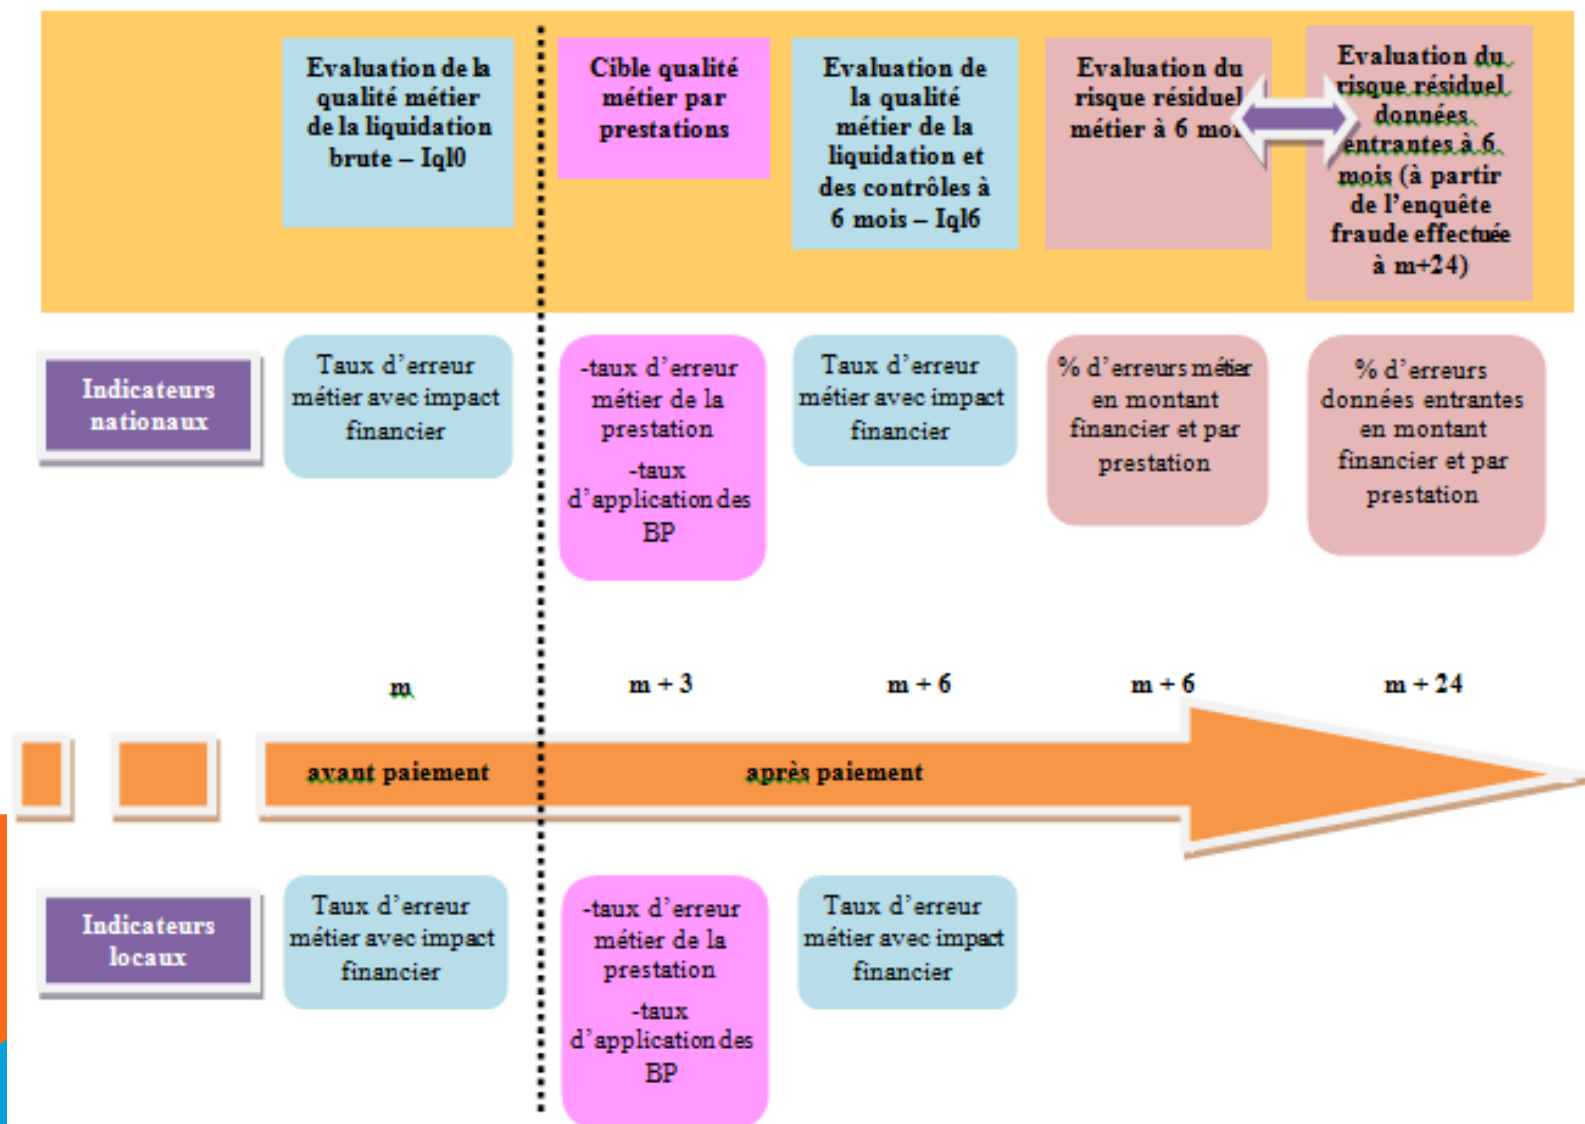 Evaluation de la
qualité métier
de la liquidation
brute – Iql0
Cible qualité
métier par
prestations
Evaluation de
la qualité
métier de la
liquidation et
des contrôles à
6 mois – Iql6
Evaluation du
risque résiduel
métier à 6
Evaluation du
risque résiduel
données
entrantes à 6
mois (à partir
de l'enquête
fraude effectuée
à m+24)
Indicateurs
nationaux
Taux d'erreur
métier avec impact
financier
-taux d'erreur
métier de la
prestation
-taux
d'application des
BP
Taux d'erreur
métier avec impact
financier
% d'erreurs métier
en montant
financier et par
prestation
% d'erreurs
données entrantes
en montant
financier et par
prestation
m
m + 3
m + 6
m + 6
m + 24
avant paiement
après paiement
Indicateurs
locaux
Taux d'erreur
métier avec impact
financier
-taux d'erreur
métier de la
prestation
-taux
d'application des
BP
Taux d'erreur
métier avec impact
financier